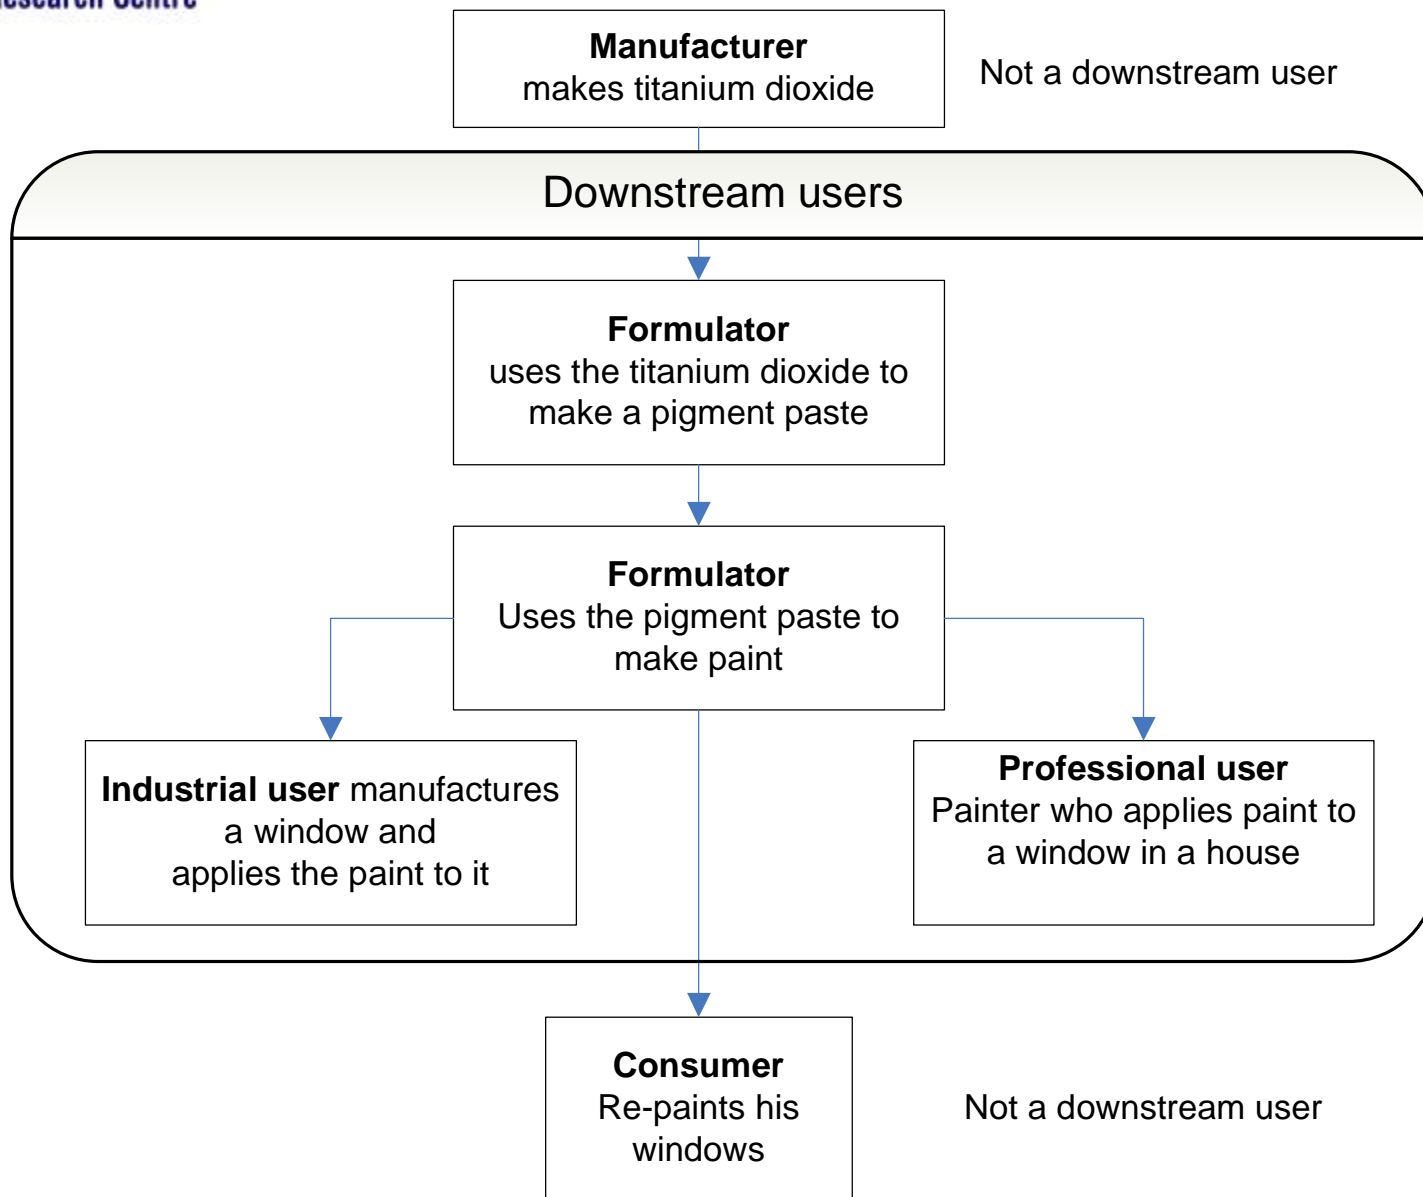 Research Centre
Manufacturer
makes titanium dioxide
Not a downstream user
Downstream users
Formulator
uses the titanium dioxide to
make a pigment paste
Formulator
Uses the pigment paste to
make paint
Industrial user manufactures
a window and
applies the paint to it
Professional user
Painter who applies paint to
a window in a house
Consumer
Re-paints his
windows
Not a downstream user